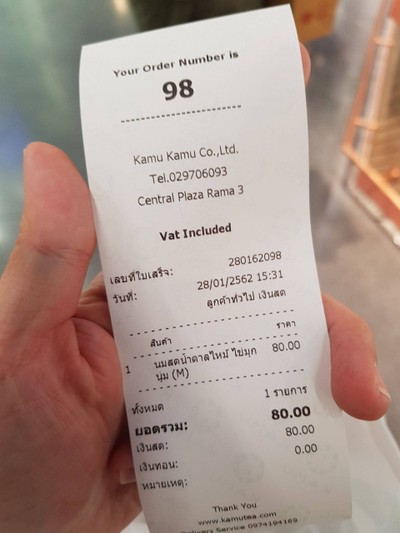 Your Order Number is
98
Kamu Kamu Co.,Ltd.
Tel.029706093
Central Plaza Rama 3
Vat Included
เลขที่ใบเสร็จ: 280162098
วันที่: 28/01/2562 15:31
ลูกค้าทั่วไป เงินสด
สินค้า ราคา
1 นมสดน้ำตาลไหม้ ไข่มุก 80.00
นุ่ม (M)
ทั้งหมด 1 รายการ
ยอดรวม: 80.00
เงินสด: 80.00
เงินทอน: 0.00
หมายเหตุ:
Thank You
www.kamutea.com
Delivery Service 0974194169